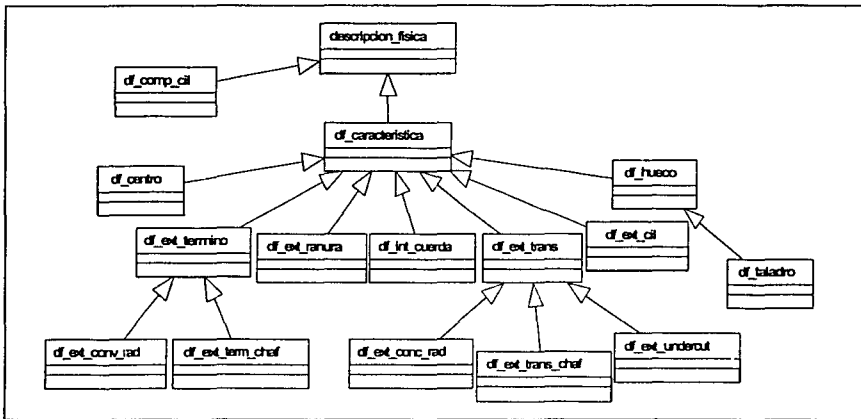 descripcion_fisica
df_comp_cil
df_caracteristica
df_centro
df_hueco
df_ext_termino
df_ext_ranura
df_int_cuerda
df_ext_trans
df_ext_cil
df_taladro
df_ext_conv_rad
df_ext_term_chaf
df_ext_conc_rad
df_ext_trans_chaf
df_ext_undercut